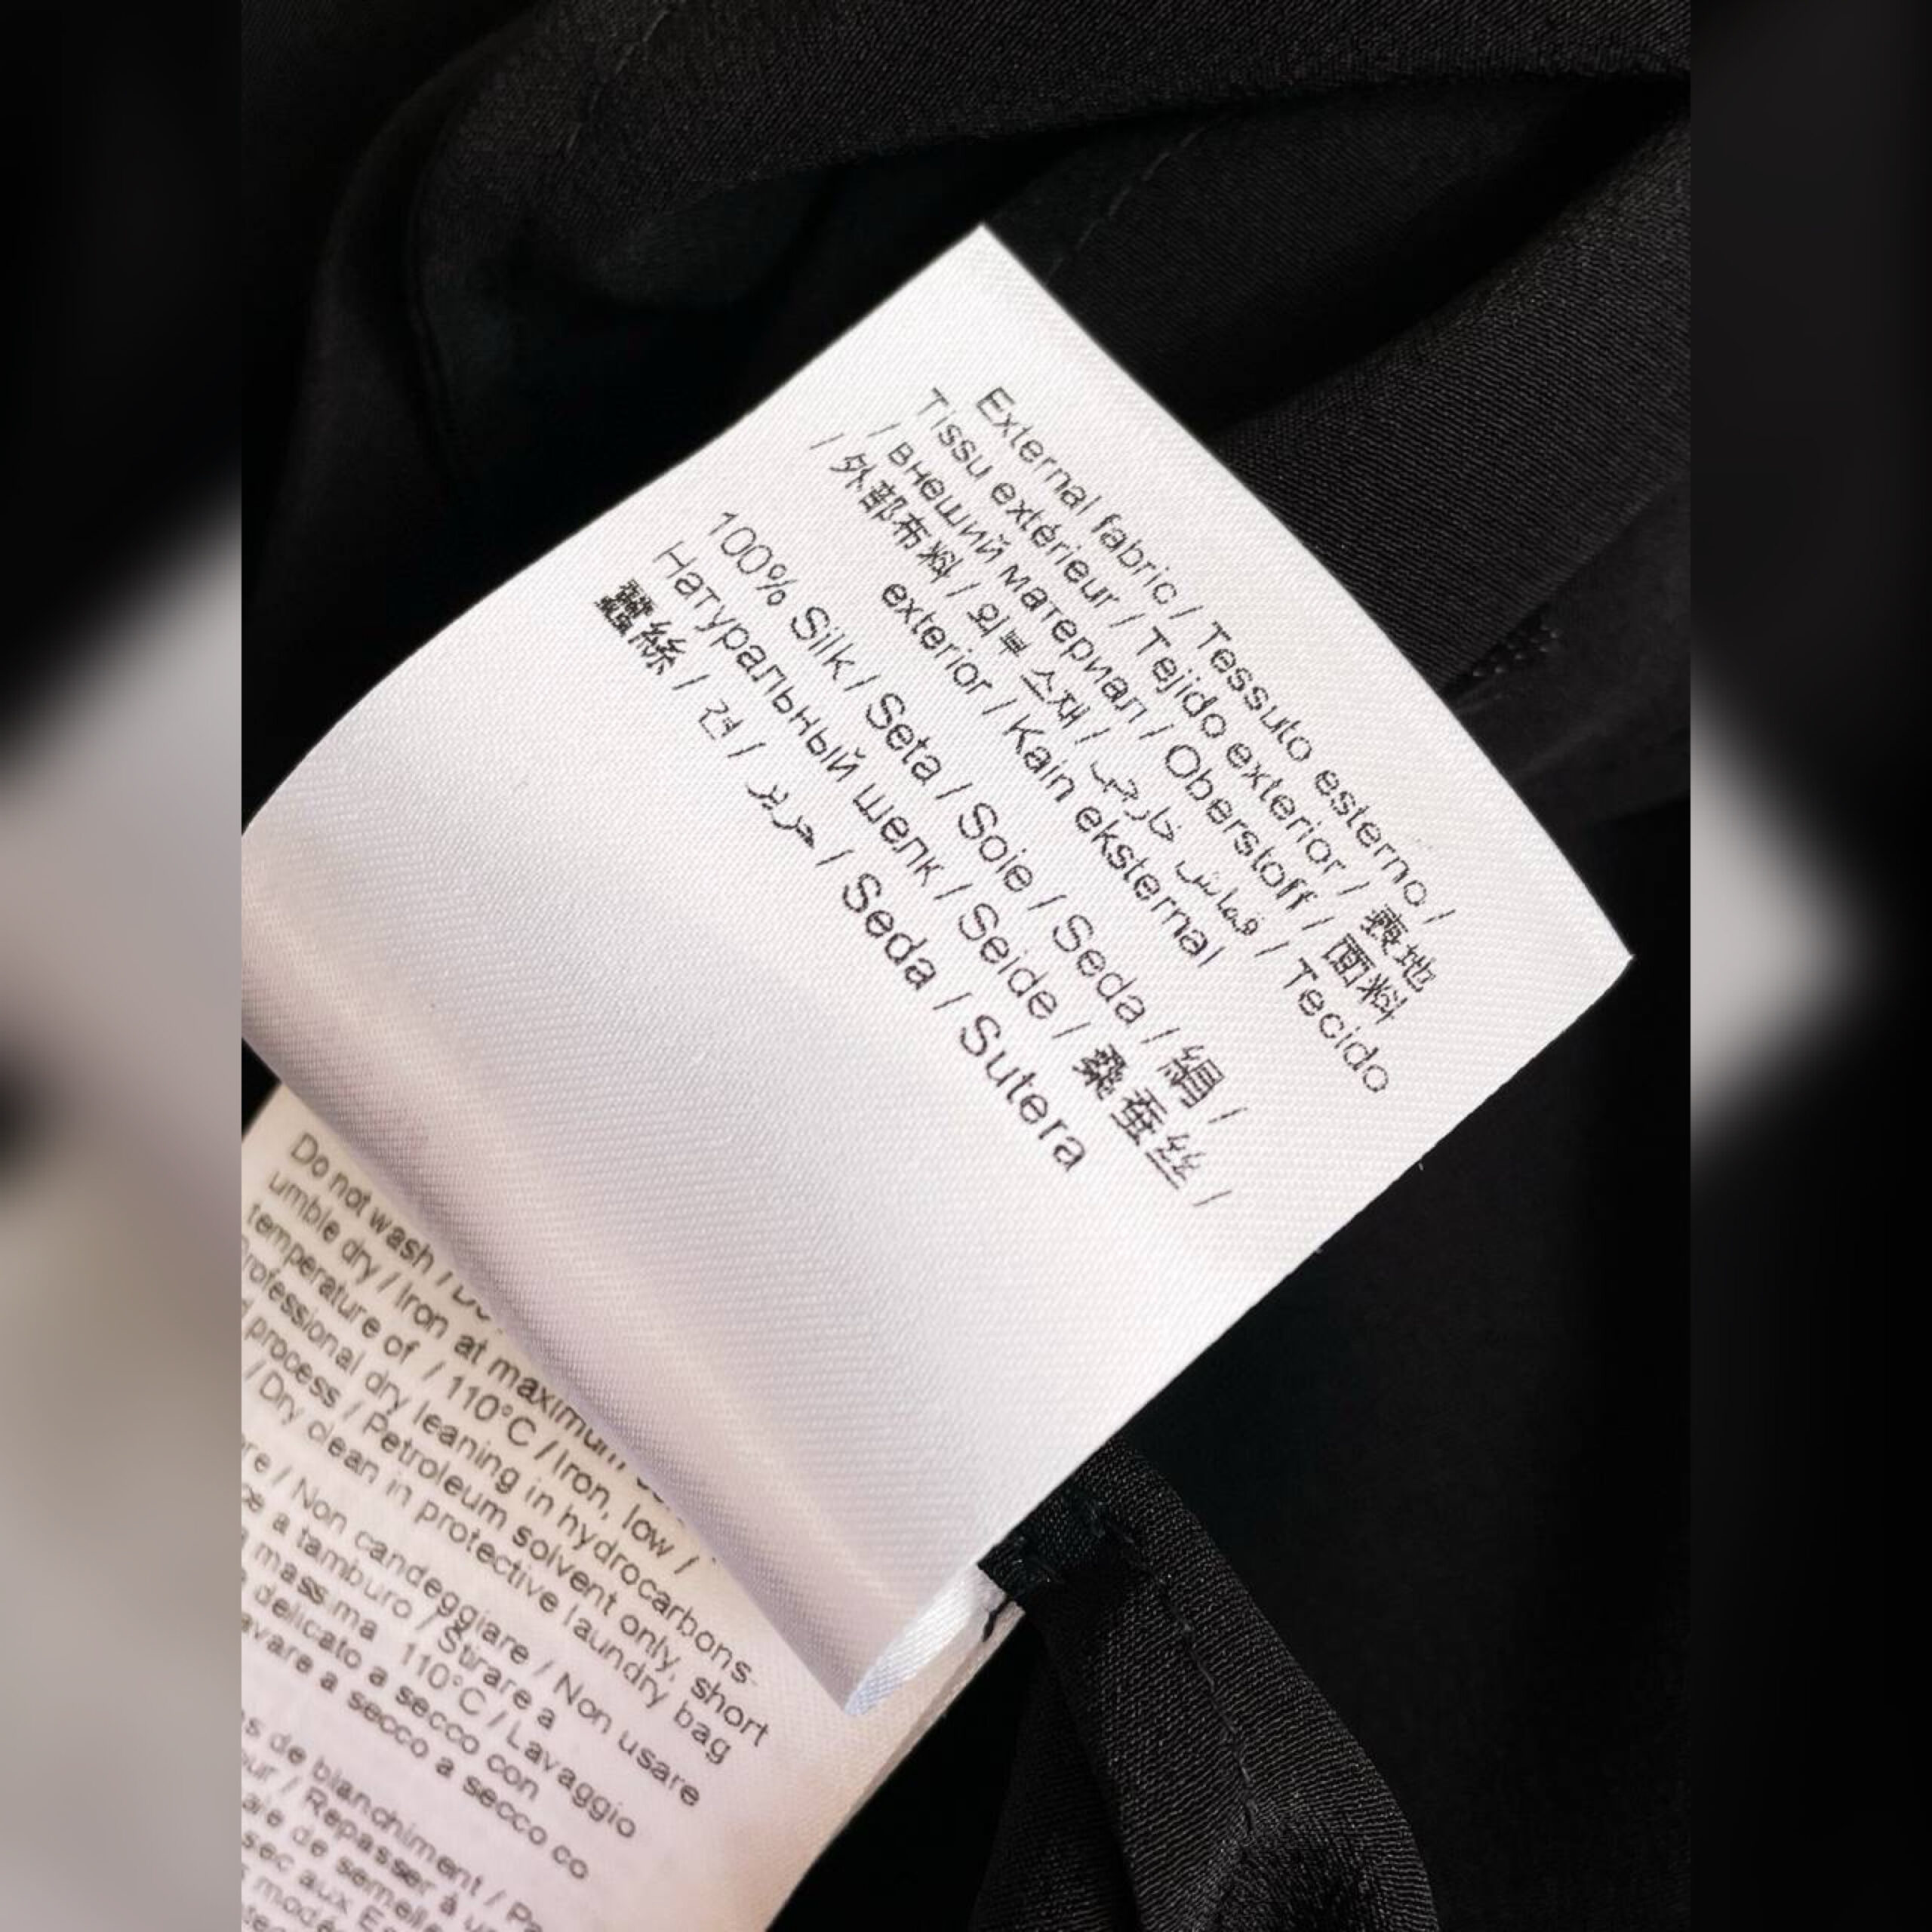 External fabric / Tessuto esterno /
Tissu extérieur / Tejido exterior / 表地
/ внешний материал / Oberstoff / 面料
/ 外部布料 / 외부 소재 / قماش خارجي / Tecido
exterior / Kain eksternal
100% Silk / Seta / Soie / Seda / 絹 /
Натуральный шелк / Seide / 桑蚕丝 /
蠶絲 / 견 / حرير / Seda / Sutera
Do not wash /
umble dry / Iron at maximum
temperature of / 110°C / Iron, low /
rofessional dry leaning in hydrocarbons-
process / Petroleum solvent only, short
/ Dry clean in protective laundry bag
re / Non candeggiare / Non usare
a tamburo / Stirare a
massima 110°C / Lavaggio
delicato a secco con
avare a secco a secco co
de blanchiment /
ur / Repasser à
de semelle
sec aux